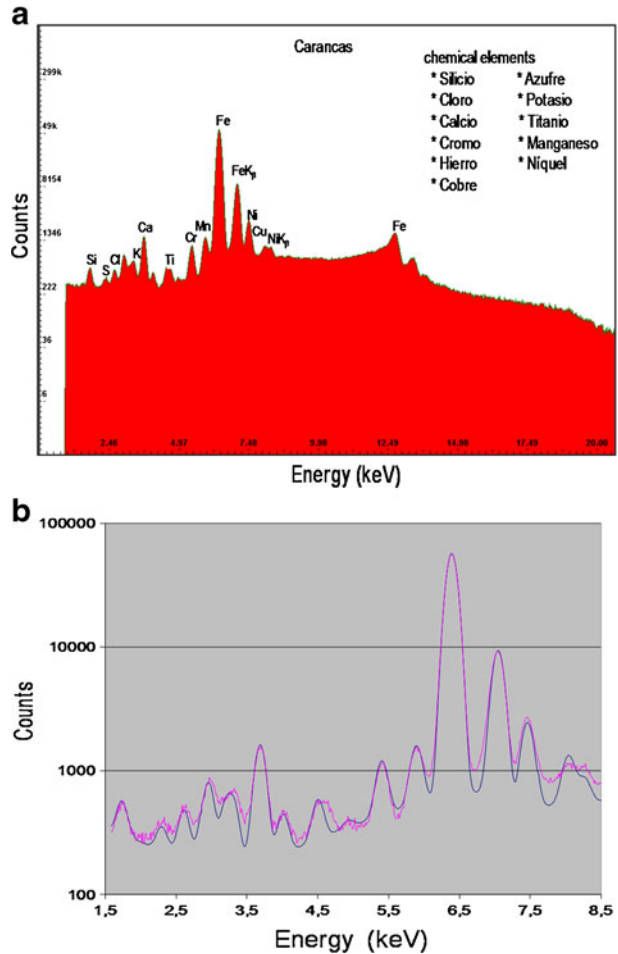 a
Carancas
chemical elements
* Silicio * Azufre
* Cloro * Potasio
* Calcio * Titanio
* Cromo * Manganeso
* Hierro * Níquel
* Cobre
299k
49k
8154
1346
222
36
6
Counts
Si
S
Cl
K
Ca
Ti
Cr
Mn
Fe
FeKβ
Ni
Cu
NiKβ
Fe
2.46 4.97 7.48 9.99 12.49 14.98 17.49 20.00
Energy (keV)
b
100000
10000
1000
100
Counts
1,5 2,5 3,5 4,5 5,5 6,5 7,5 8,5
Energy (keV)